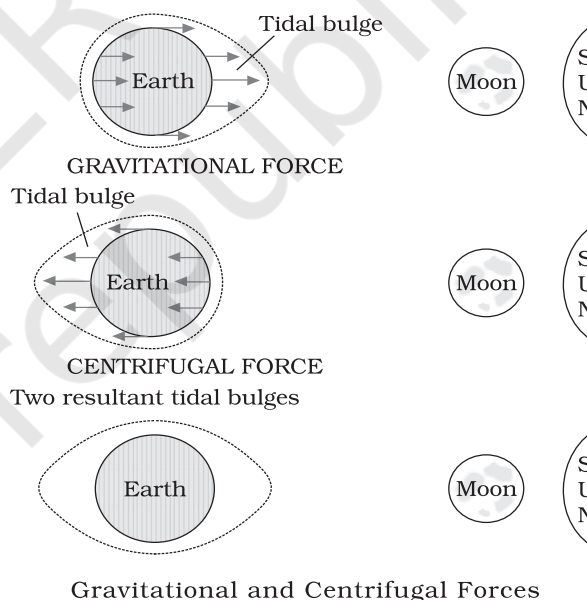 Tidal bulge
Earth
Moon
S
U
N
GRAVITATIONAL FORCE
Tidal bulge
Earth
Moon
S
U
N
CENTRIFUGAL FORCE
Two resultant tidal bulges
Earth
Moon
S
U
N
Gravitational and Centrifugal Forces